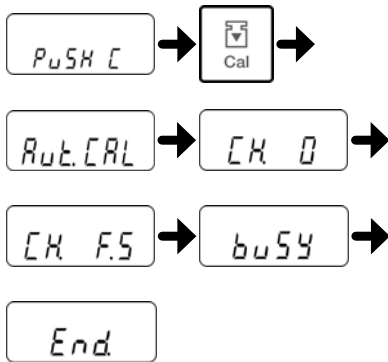 PuSH C
Cal
Aut.CAL
CH. 0
CH. F.S
buSY
End.